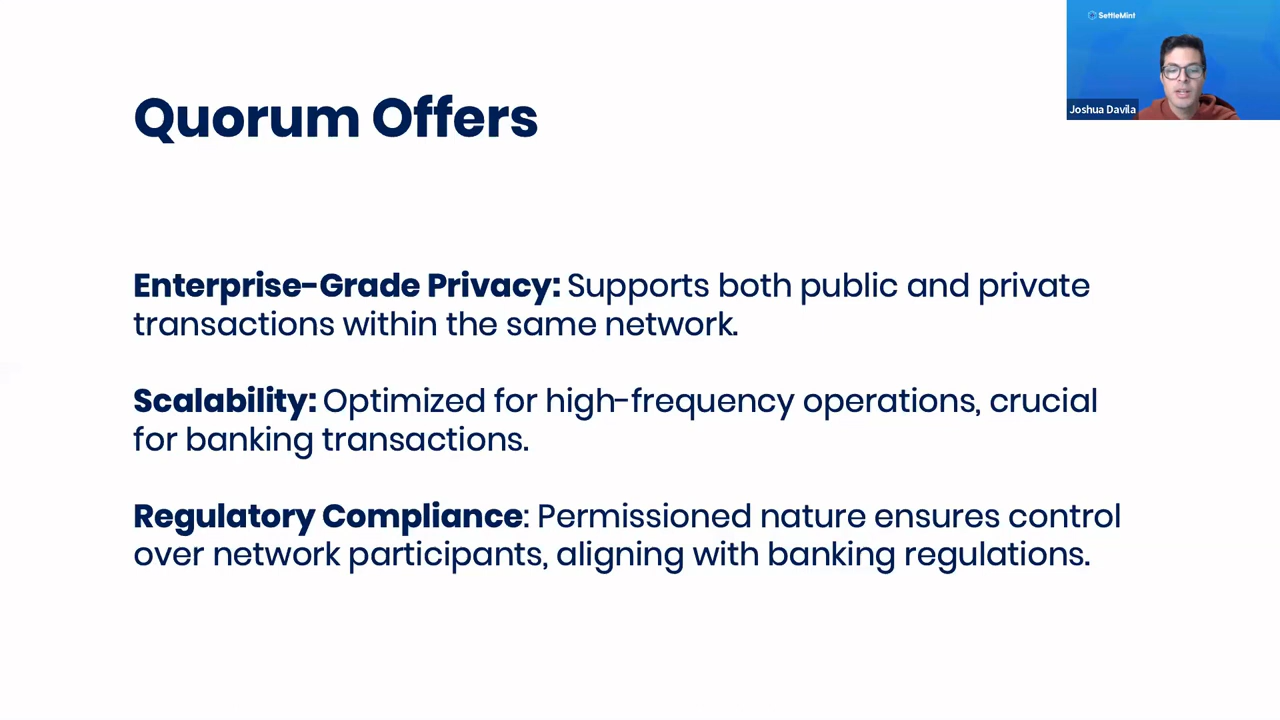 SettleMint
Joshua Davila
Quorum Offers
Enterprise-Grade Privacy: Supports both public and private
transactions within the same network.
Scalability: Optimized for high-frequency operations, crucial
for banking transactions.
Regulatory Compliance: Permissioned nature ensures control
over network participants, aligning with banking regulations.